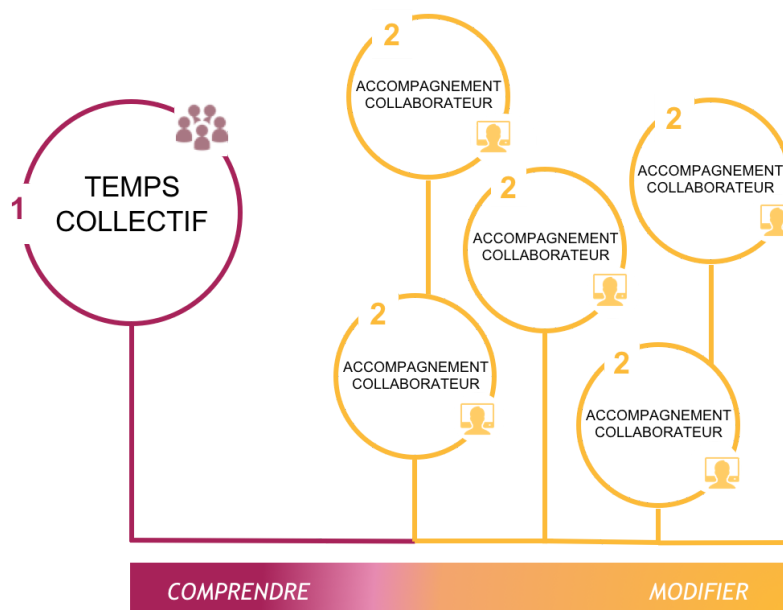 1
TEMPS
COLLECTIF
2
ACCOMPAGNEMENT
COLLABORATEUR
2
ACCOMPAGNEMENT
COLLABORATEUR
2
ACCOMPAGNEMENT
COLLABORATEUR
2
ACCOMPAGNEMENT
COLLABORATEUR
2
ACCOMPAGNEMENT
COLLABORATEUR
COMPRENDRE
MODIFIER